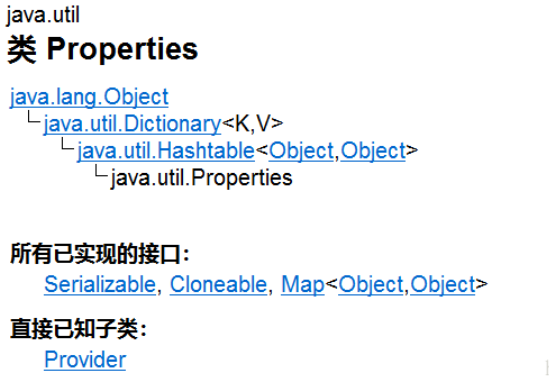 java.util
类 Properties
java.lang.Object
java.util.Dictionary<K,V>
java.util.Hashtable<Object,Object>
java.util.Properties
所有已实现的接口：
Serializable, Cloneable, Map<Object,Object>
直接已知子类：
Provider